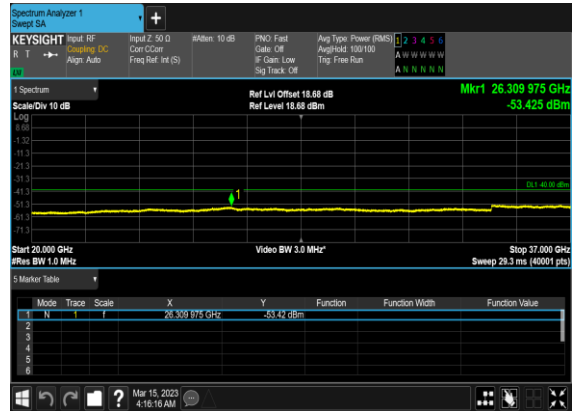 Spectrum Analyzer 1
Swept SA
+
KEYSIGHT Input: RF Input Z: 50 Ω #Atten: 10 dB PNO: Fast Avg Type: Power (RMS) 1 2 3 4 5 6
R T Coupling: DC Corr CCorr Gate: Off Avg|Hold: 100/100 A W W W W W
Align: Auto Freq Ref: Int (S) IF Gain: Low Trig: Free Run
Sig Track: Off A N N N N N
1 Spectrum Ref Lvl Offset 18.68 dB Mkr1 26.309 975 GHz
Scale/Div 10 dB Ref Level 18.68 dBm -53.425 dBm
Log
8.68
-1.32
-11.3
-21.3
-31.3
DL1 -40.00 dBm
-41.3
1
-51.3
-61.3
-71.3
Start 20.000 GHz Video BW 3.0 MHz* Stop 37.000 GHz
#Res BW 1.0 MHz Sweep 29.3 ms (40001 pts)
5 Marker Table
Mode Trace Scale X Y Function Function Width Function Value
1 N 1 f 26.309 975 GHz -53.42 dBm
2
3
4
5
6
? Mar 15, 2023
4:16:16 AM